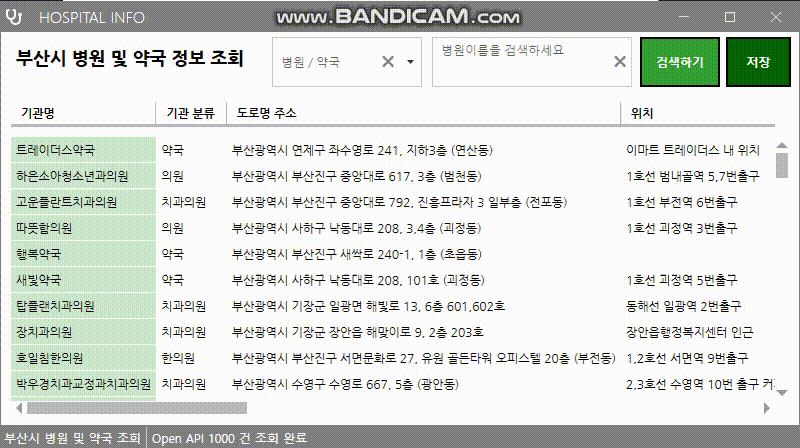 HOSPITAL INFO
www.BANDICAM.com
부산시 병원 및 약국 정보 조회
병원 / 약국
병원이름을 검색하세요
검색하기
저장
기관명 기관 분류 도로명 주소 위치
트레이더스약국 약국 부산광역시 연제구 좌수영로 241, 지하3층 (연산동) 이마트 트레이더스 내 위치
하은소아청소년과의원 의원 부산광역시 부산진구 중앙대로 617, 3층 (범천동) 1호선 범내골역 5,7번출구
고운플란트치과의원 치과의원 부산광역시 부산진구 중앙대로 792, 진흥프라자 3 일부층 (전포동) 1호선 부전역 6번출구
따뜻함의원 의원 부산광역시 사하구 낙동대로 208, 3,4층 (괴정동) 1호선 괴정역 3번출구
행복약국 약국 부산광역시 부산진구 새싹로 240-1, 1층 (초읍동)
새빛약국 약국 부산광역시 사하구 낙동대로 208, 101호 (괴정동) 1호선 괴정역 5번출구
탑플랜치과의원 치과의원 부산광역시 기장군 일광면 해빛로 13, 6층 601,602호 동해선 일광역 2번출구
장치과의원 치과의원 부산광역시 기장군 장안읍 해맞이로 9, 2층 203호 장안읍행정복지센터 인근
호일침한의원 한의원 부산광역시 부산진구 서면문화로 27, 유원 골든타워 오피스텔 20층 (부전동) 1,2호선 서면역 9번출구
박우경치과교정과치과의원 치과의원 부산광역시 수영구 수영로 667, 5층 (광안동) 2,3호선 수영역 10번 출구
부산시 병원 및 약국 조회 Open API 1000 건 조회 완료